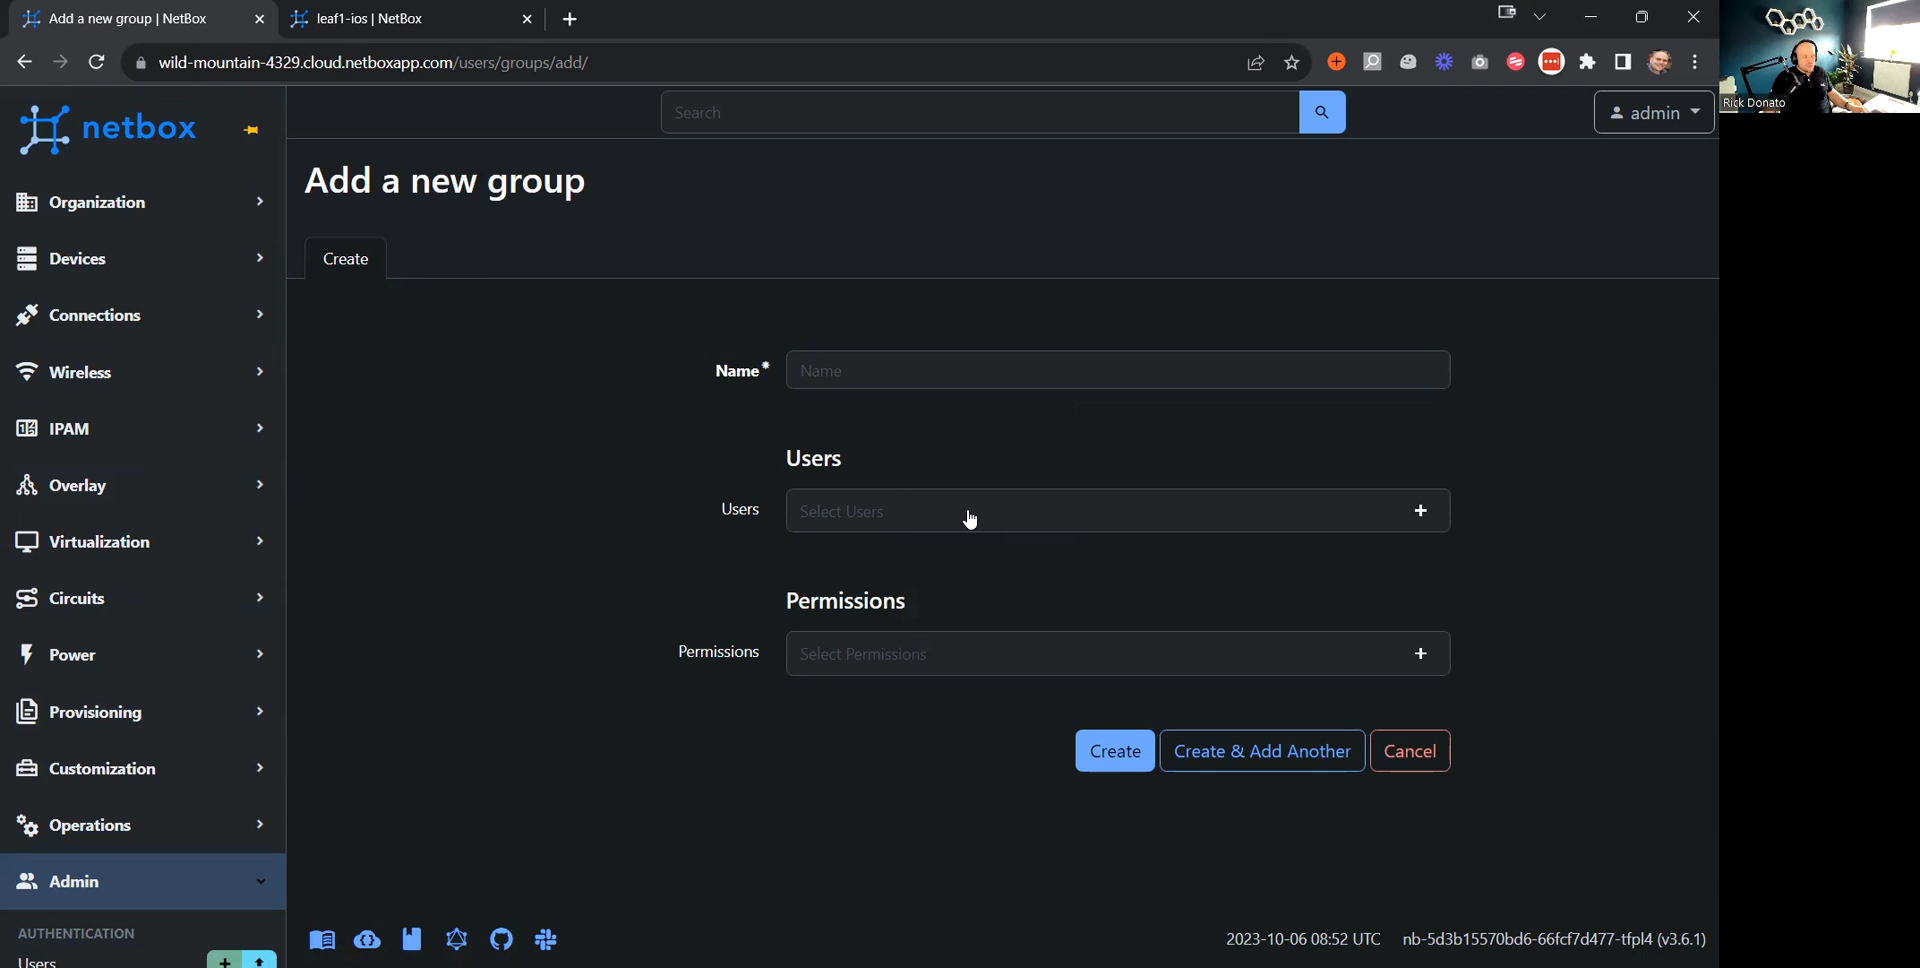 Add a new group | NetBox
leaf1-ios | NetBox
wild-mountain-4329.cloud.netboxapp.com/users/groups/add/
Rick Donato
netbox
Search
admin
Organization
Devices
Connections
Wireless
IPAM
Overlay
Virtualization
Circuits
Power
Provisioning
Customization
Operations
Admin
AUTHENTICATION
Users
Add a new group
Create
Name*
Name
Users
Users
Select Users
Permissions
Permissions
Select Permissions
Create
Create & Add Another
Cancel
2023-10-06 08:52 UTC
nb-5d3b15570bd6-66fcf7d477-tfpl4 (v3.6.1)